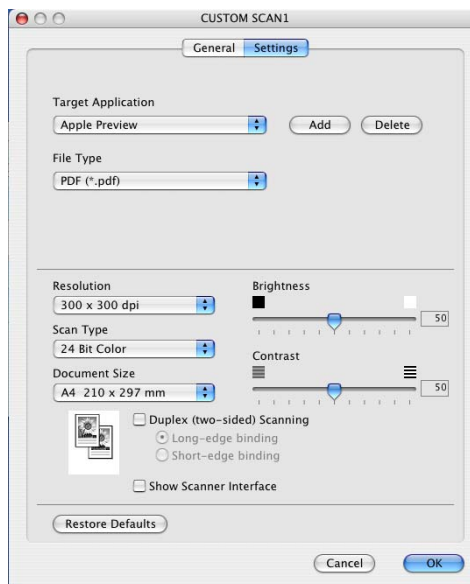 CUSTOM SCAN1
General Settings
Target Application
Apple Preview Add Delete
File Type
PDF (*.pdf)
Resolution Brightness
300 x 300 dpi 50
Scan Type
24 Bit Color
Contrast
Document Size
A4 210 x 297 mm 50
Duplex (two-sided) Scanning
Long-edge binding
Short-edge binding
Show Scanner Interface
Restore Defaults
Cancel OK